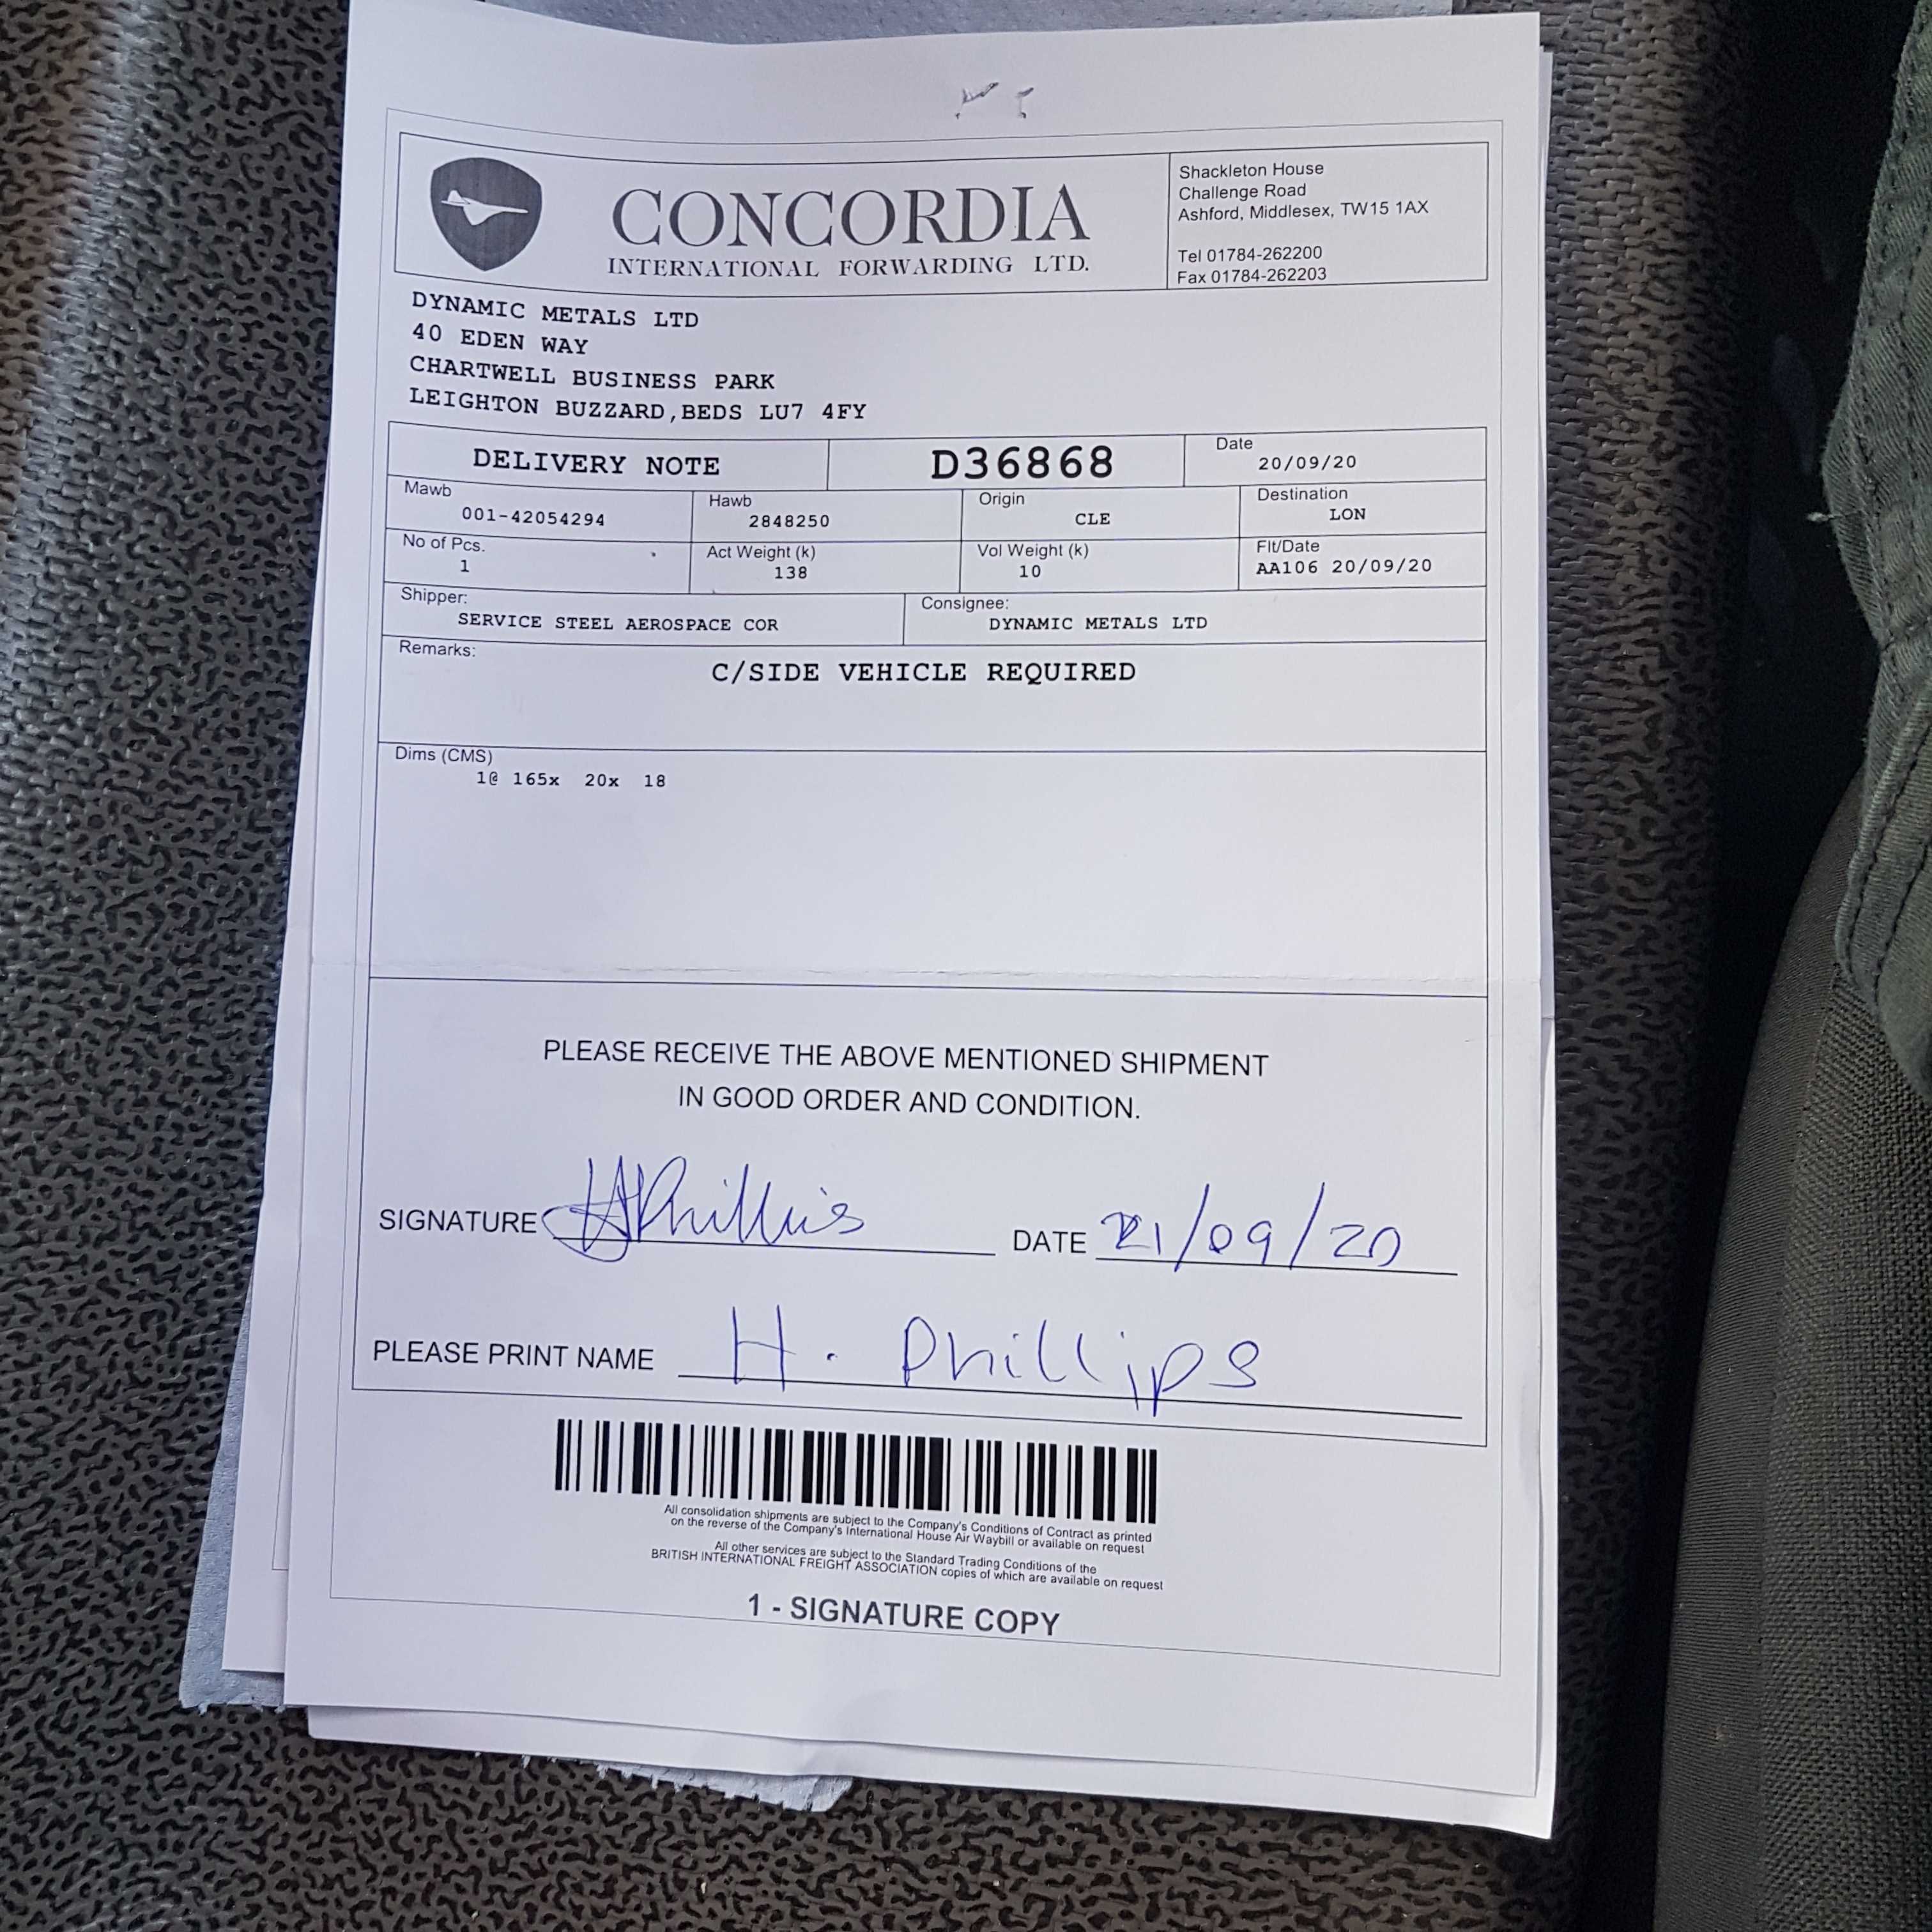 CONCORDIA
INTERNATIONAL FORWARDING LTD.
Shackleton House
Challenge Road
Ashford, Middlesex, TW15 1AX
Tel 01784-262200
Fax 01784-262203
DYNAMIC METALS LTD
40 EDEN WAY
CHARTWELL BUSINESS PARK
LEIGHTON BUZZARD,BEDS LU7 4FY
DELIVERY NOTE D36868 Date 20/09/20
Mawb Hawb Origin Destination
001-42054294 2848250 CLE LON
No of Pcs. Act Weight (k) Vol Weight (k) Flt/Date
1 138 10 AA106 20/09/20
Shipper: Consignee:
SERVICE STEEL AEROSPACE COR DYNAMIC METALS LTD
Remarks:
C/SIDE VEHICLE REQUIRED
Dims (CMS)
1@ 165x 20x 18
PLEASE RECEIVE THE ABOVE MENTIONED SHIPMENT
IN GOOD ORDER AND CONDITION.
SIGNATURE HPhillips DATE 21/09/20
PLEASE PRINT NAME H. Phillips
All consolidation shipments are subject to the Company's Conditions of Contract as printed
on the reverse of the Company's International House Air Waybill or available on request
All other services are subject to the Standard Trading Conditions of the
BRITISH INTERNATIONAL FREIGHT ASSOCIATION copies of which are available on request
1 - SIGNATURE COPY